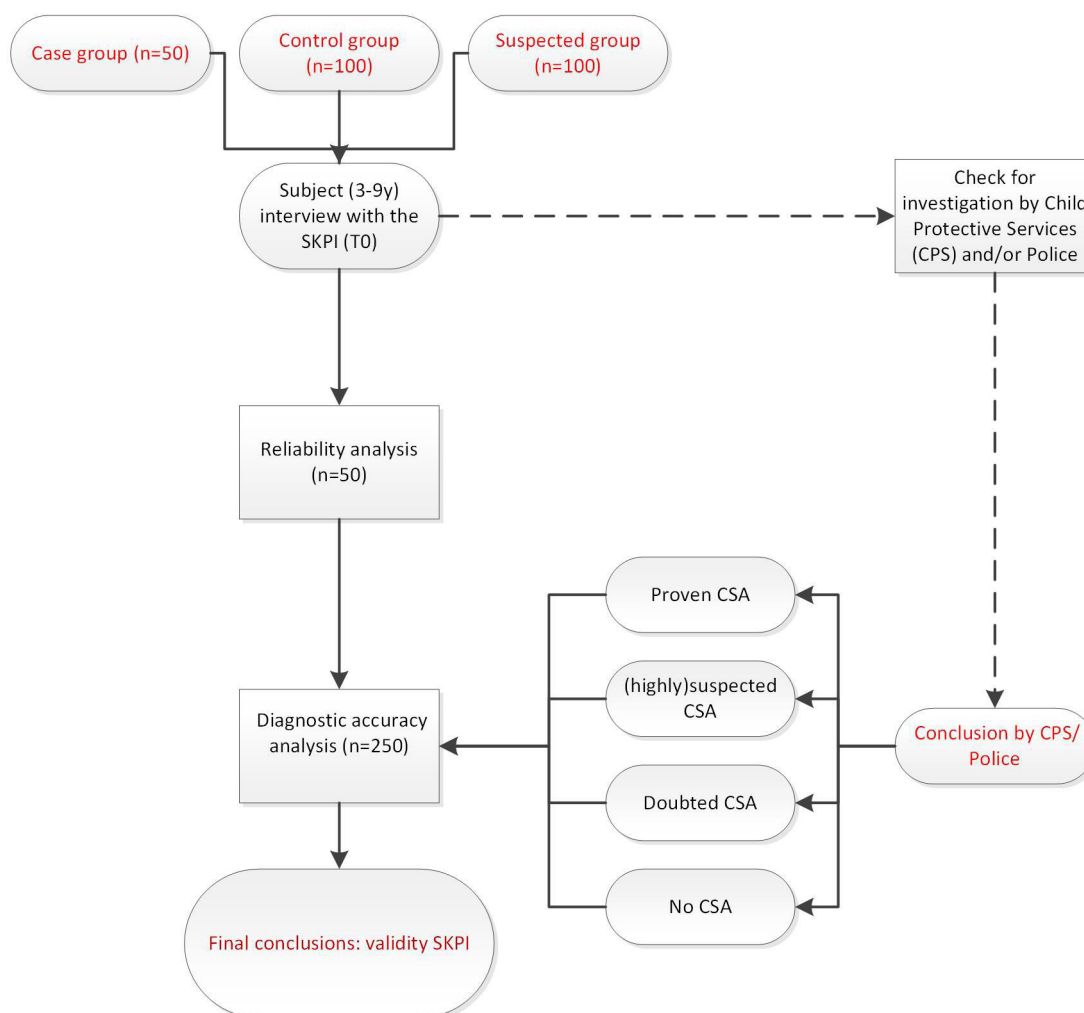 Case group (n=50)
Control group
(n=100)
Suspected group
(n=100)
Subject (3-9y)
interview with the
SKPI (T0)
Check for
investigation by Child
Protective Services
(CPS) and/or Police
Reliability analysis
(n=50)
Proven CSA
(highly)suspected
CSA
Diagnostic accuracy
analysis (n=250)
Conclusion by CPS/
Police
Doubted CSA
No CSA
Final conclusions: validity SKPI